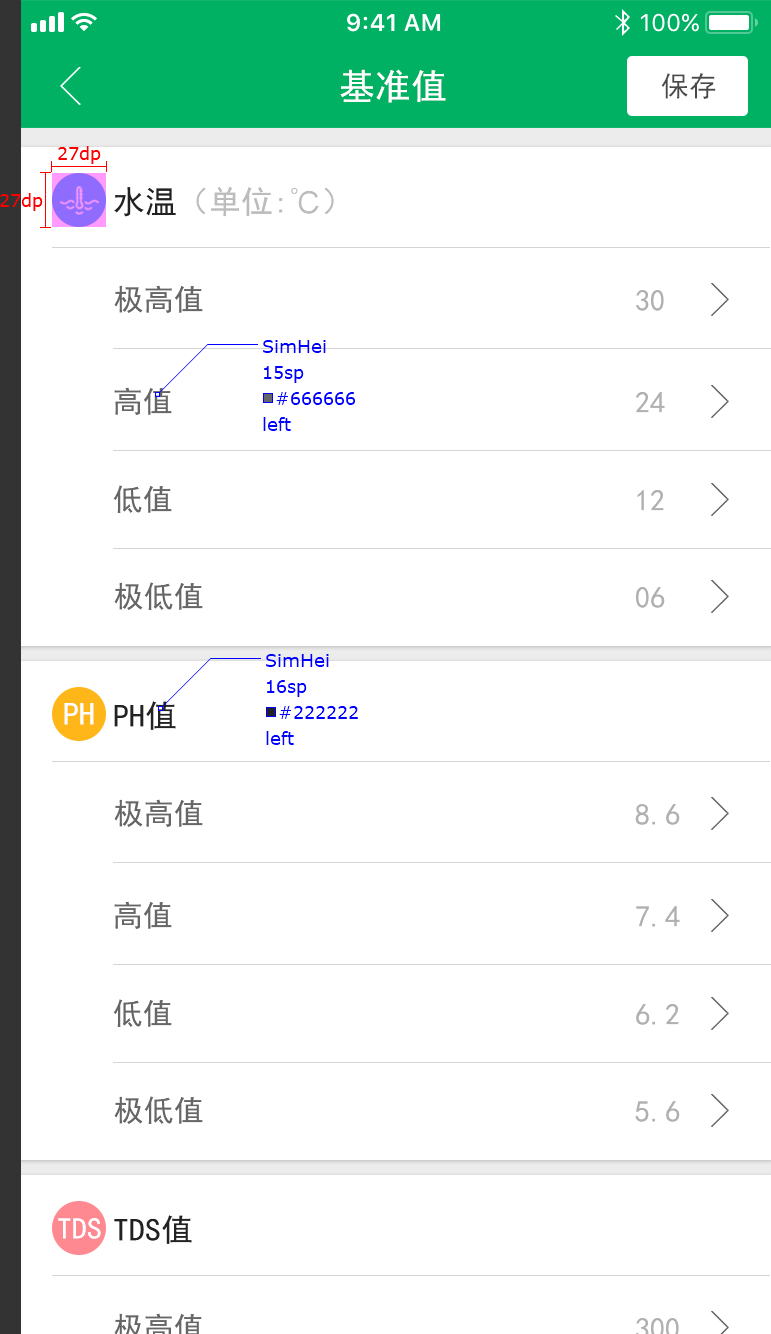 9:41 AM 100%
基准值 保存
27dp
27dp
水温（单位:℃）
极高值 30
SimHei
15sp
#666666
left
高值 24
低值 12
极低值 06
SimHei
16sp
#222222
left
PH PH值
极高值 8.6
高值 7.4
低值 6.2
极低值 5.6
TDS TDS值
极高值 300